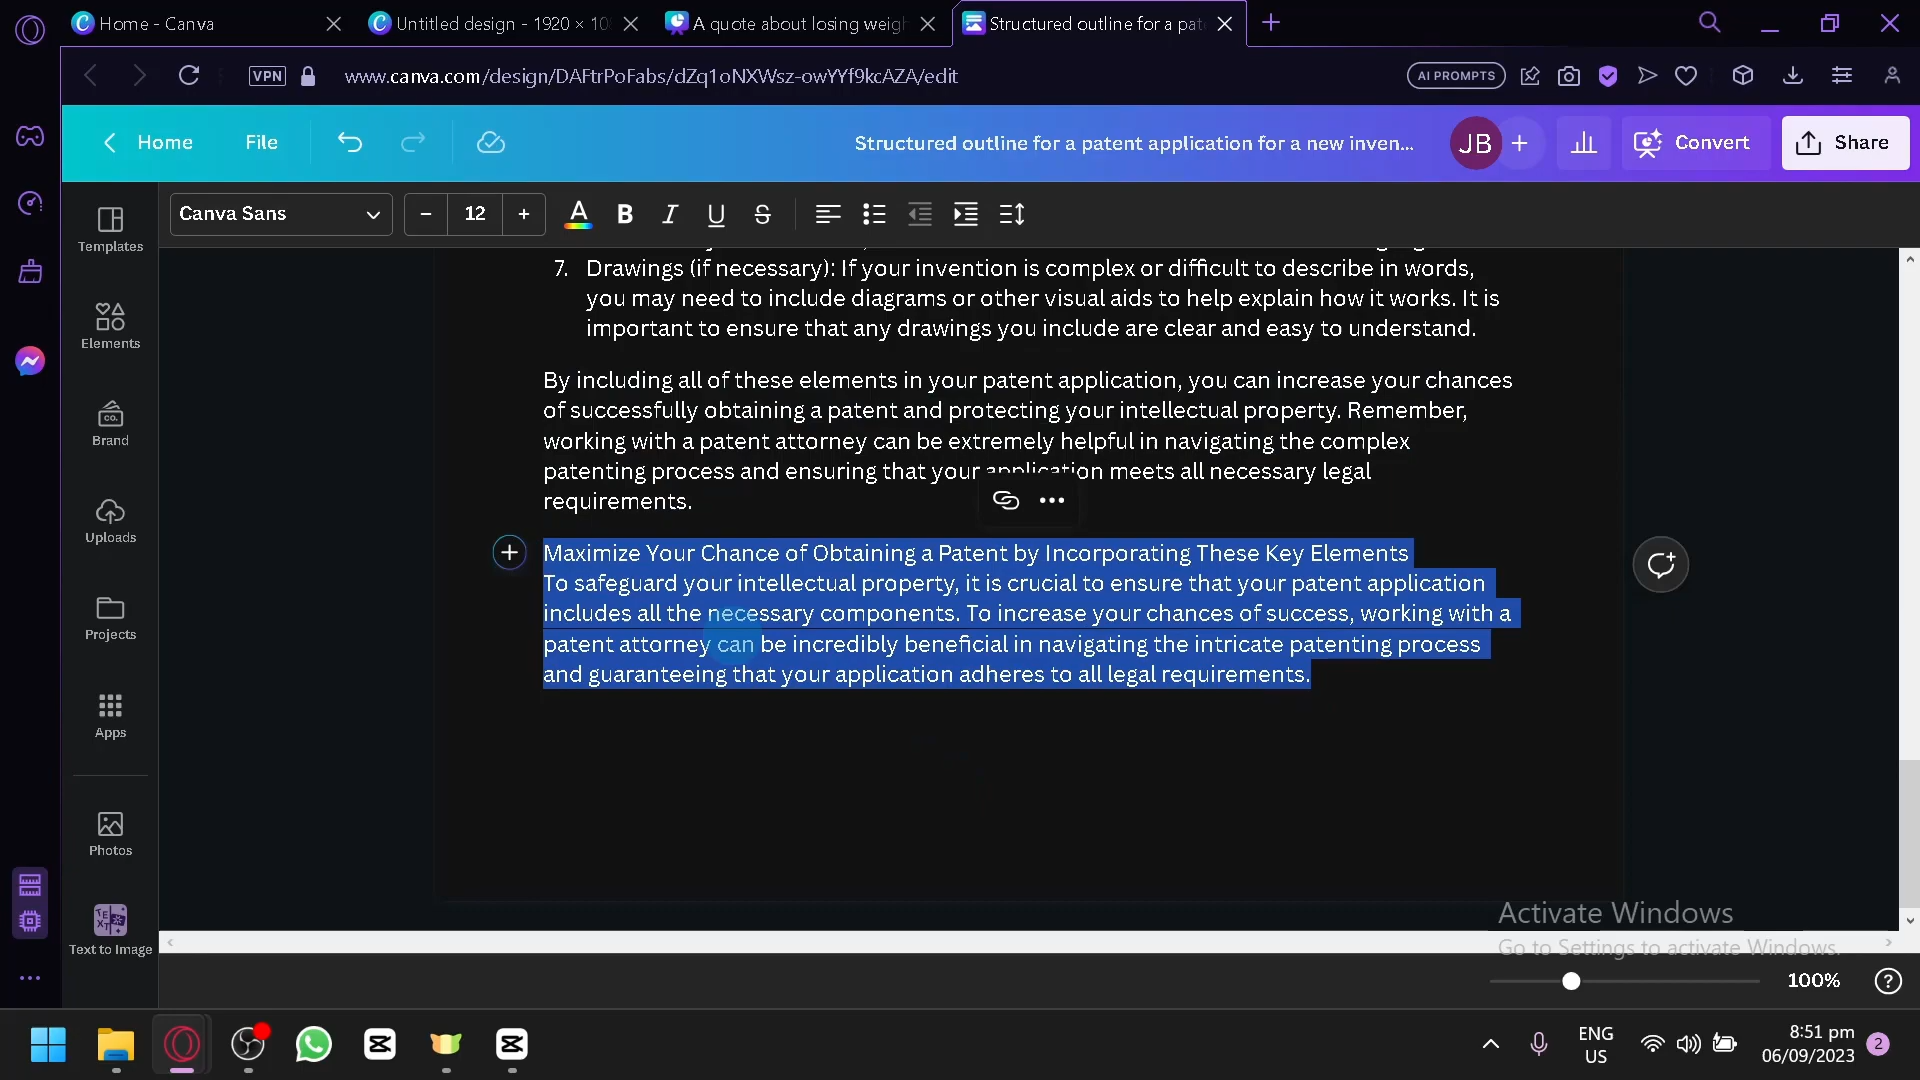 Home - Canva
Untitled design - 1920 × 10
A quote about losing weigh
Structured outline for a pat
VPN
www.canva.com/design/DAFtrPoFabs/dZq1oNXWsz-owYYf9kcAZA/edit
AI PROMPTS
Home
File
Structured outline for a patent application for a new inven...
JB
Convert
Share
Canva Sans
12
Templates
Elements
Brand
Uploads
Projects
Apps
Photos
Text to Image
7. Drawings (if necessary): If your invention is complex or difficult to describe in words,
you may need to include diagrams or other visual aids to help explain how it works. It is
important to ensure that any drawings you include are clear and easy to understand.
By including all of these elements in your patent application, you can increase your chances
of successfully obtaining a patent and protecting your intellectual property. Remember,
working with a patent attorney can be extremely helpful in navigating the complex
patenting process and ensuring that your application meets all necessary legal
requirements.
Maximize Your Chance of Obtaining a Patent by Incorporating These Key Elements
To safeguard your intellectual property, it is crucial to ensure that your patent application
includes all the necessary components. To increase your chances of success, working with a
patent attorney can be incredibly beneficial in navigating the intricate patenting process
and guaranteeing that your application adheres to all legal requirements.
Activate Windows
Go to Settings to activate Windows.
100%
ENG
US
8:51 pm
06/09/2023
2